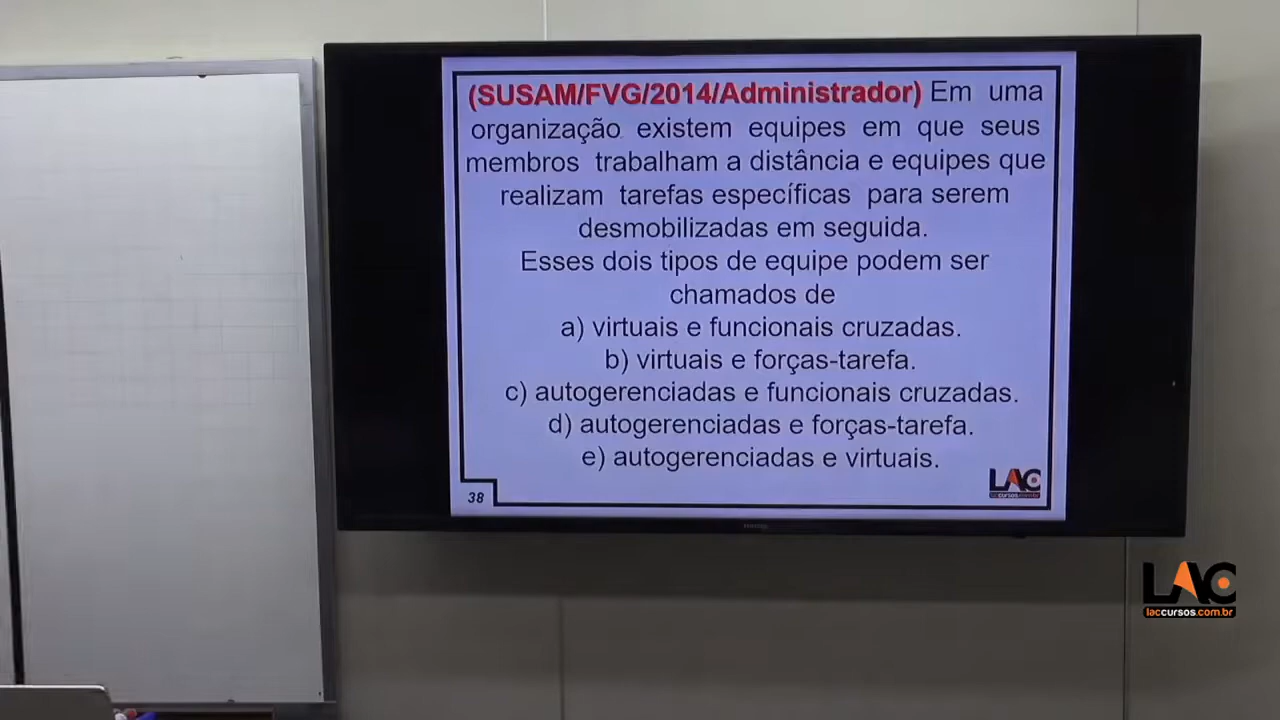 (SUSAM/FVG/2014/Administrador) Em uma
organização existem equipes em que seus
membros trabalham a distância e equipes que
realizam tarefas específicas para serem
desmobilizadas em seguida.
Esses dois tipos de equipe podem ser
chamados de
a) virtuais e funcionais cruzadas.
b) virtuais e forças-tarefa.
c) autogerenciadas e funcionais cruzadas.
d) autogerenciadas e forças-tarefa.
e) autogerenciadas e virtuais.
38
LAC
LAC
laccursos.com.br